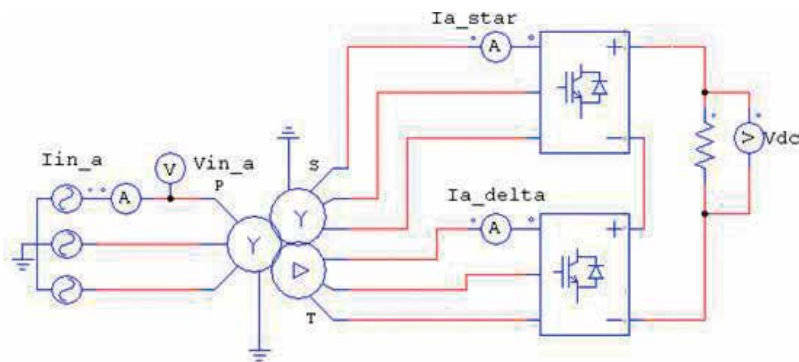 Ia_star
A
+
Vin_a
S
Iin_a
V
P
A
Y
Y
−
V
Vdc
Ia_delta
A
+
T
−